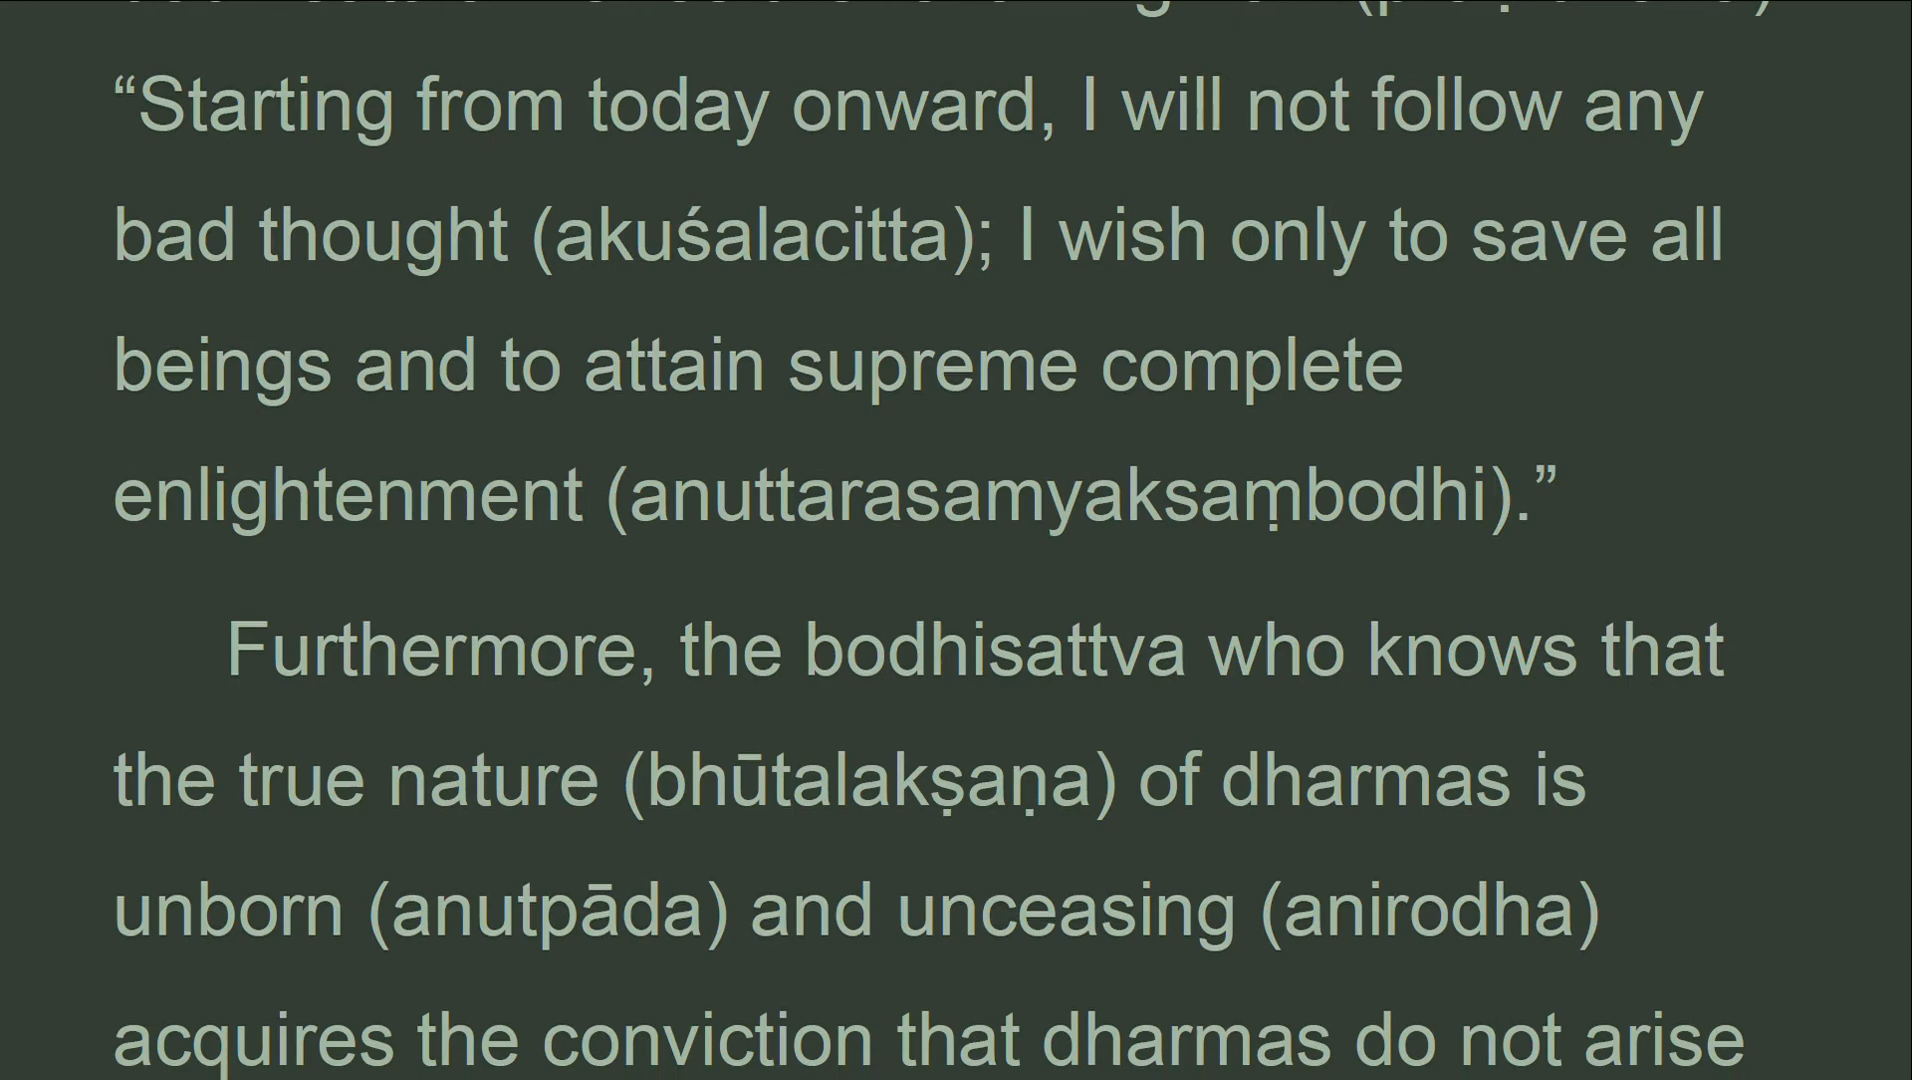 “Starting from today onward, I will not follow any
bad thought (akuśalacitta); I wish only to save all
beings and to attain supreme complete
enlightenment (anuttarasamyaksaṃbodhi).”
Furthermore, the bodhisattva who knows that
the true nature (bhūtalakṣaṇa) of dharmas is
unborn (anutpāda) and unceasing (anirodha)
acquires the conviction that dharmas do not arise